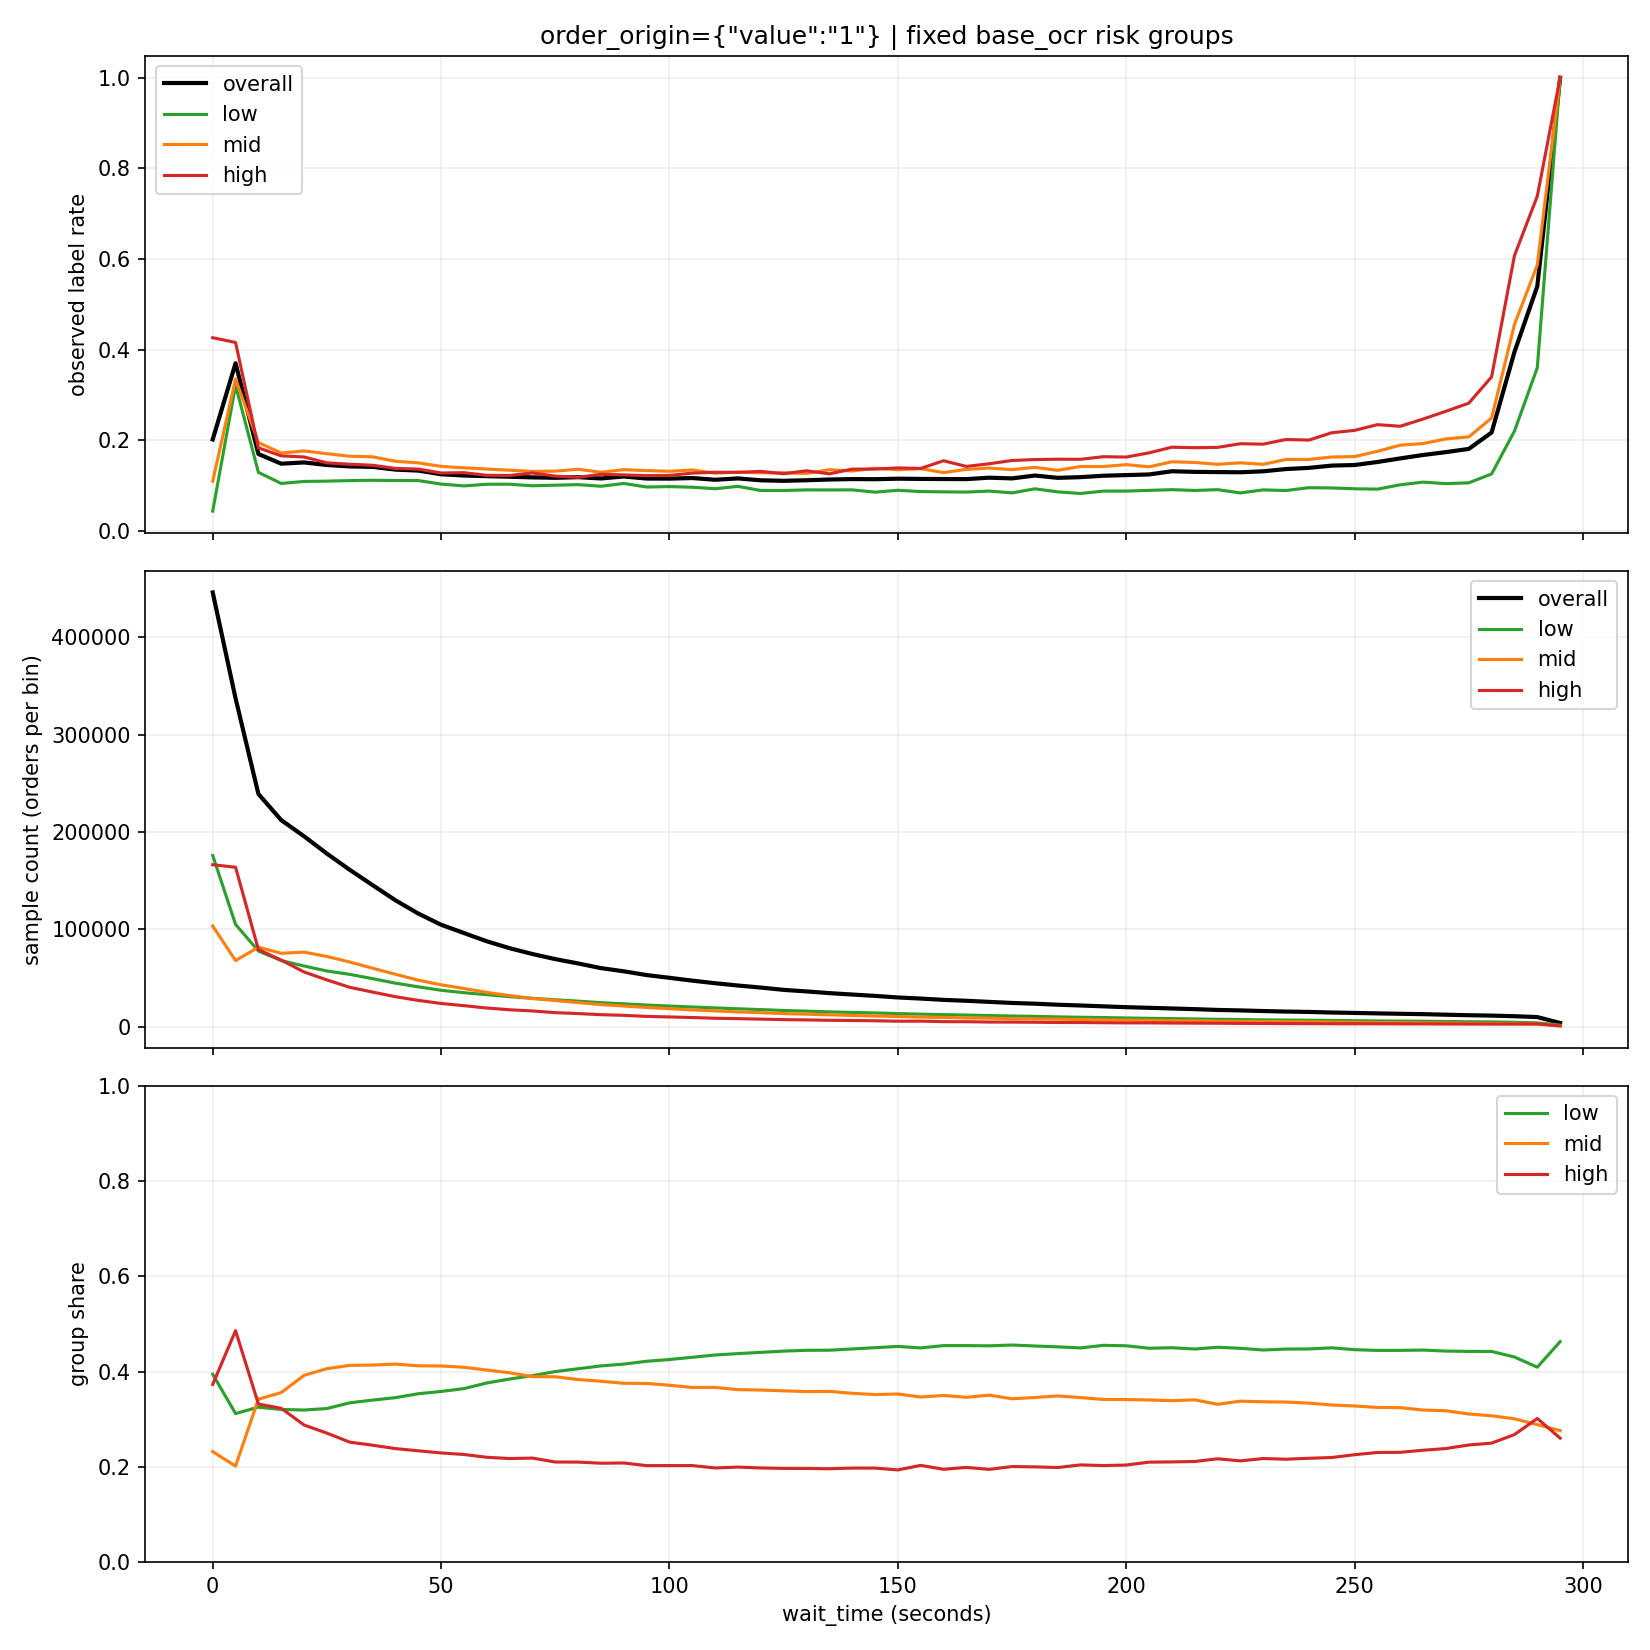 order_origin={"value":"1"} | fixed base_ocr risk groups
1.0
0.8
0.6
0.4
0.2
0.0
observed label rate
overall
low
mid
high
400000
300000
200000
100000
0
sample count (orders per bin)
overall
low
mid
high
1.0
0.8
0.6
0.4
0.2
0.0
group share
low
mid
high
0 50 100 150 200 250 300
wait_time (seconds)